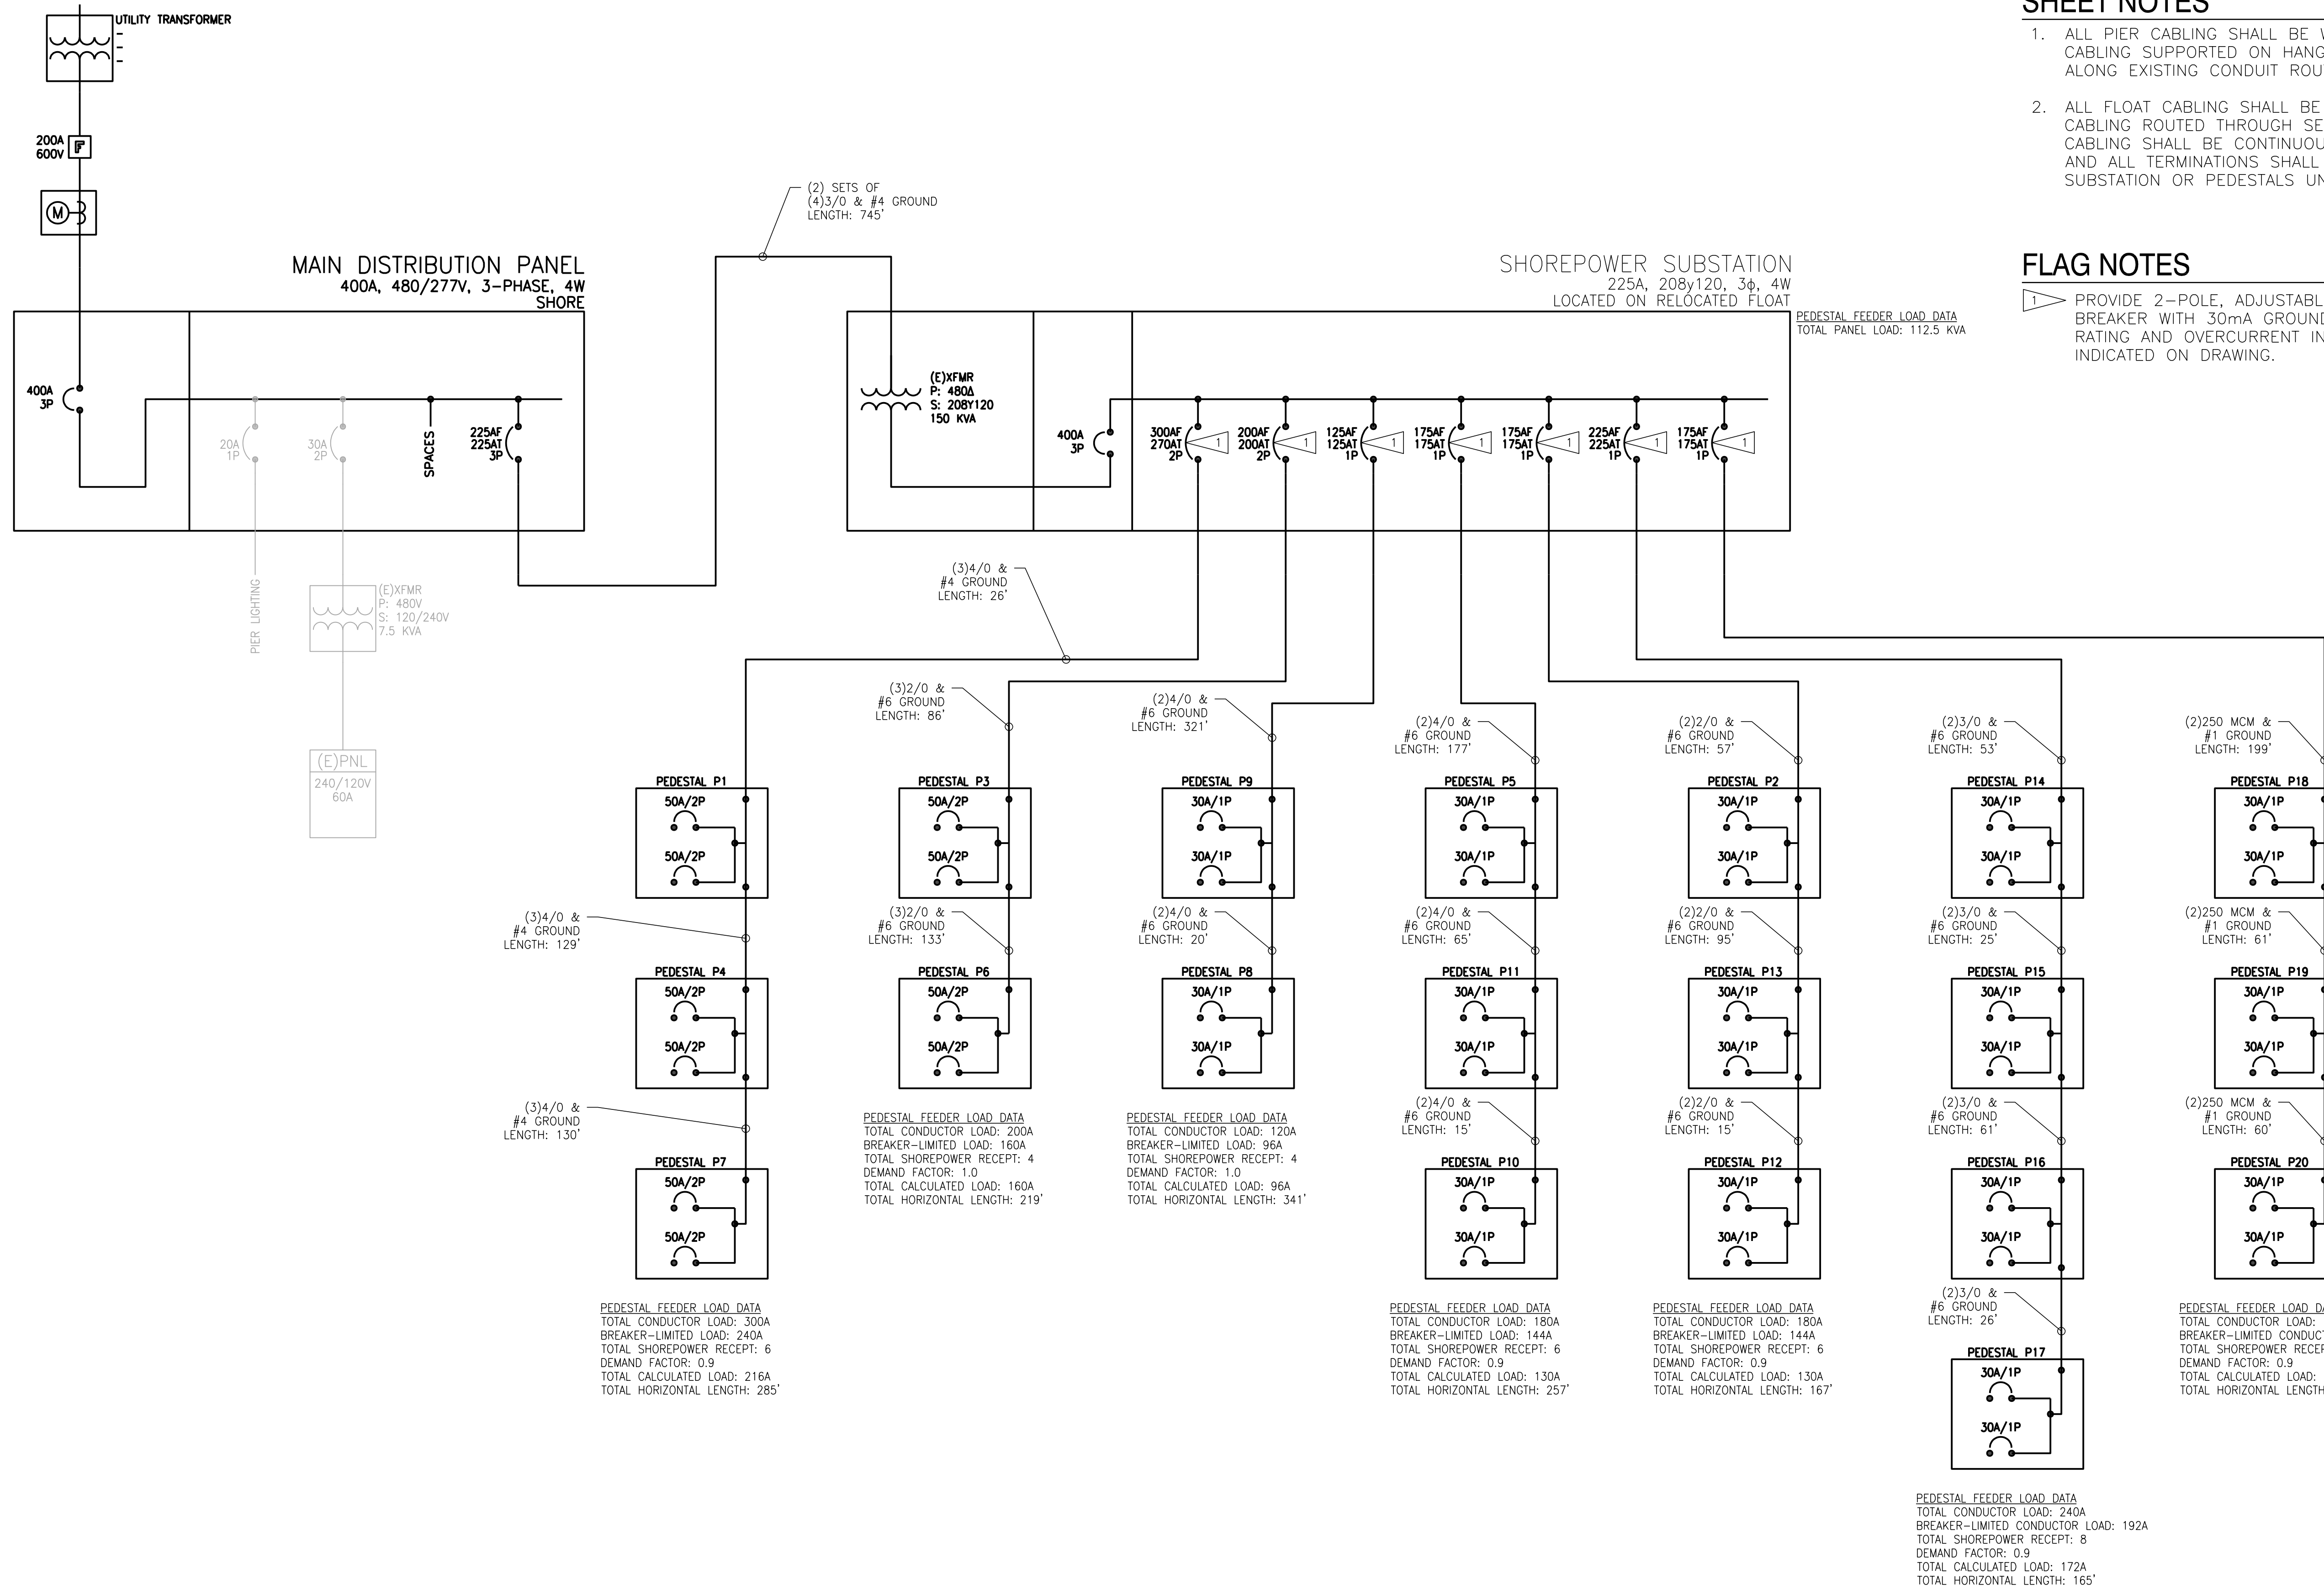 UTILITY TRANSFORMER
200A
600V
F
M
MAIN DISTRIBUTION PANEL
400A, 480/277V, 3-PHASE, 4W
SHORE
400A
3P
20A
1P
30A
2P
SPACES
225AF
225AT
3P
PIER LIGHTING
(E)XFMR
P: 480V
S: 120/240V
7.5 KVA
(E)PNL
240/120V
60A
(2) SETS OF
(4)3/0 & #4 GROUND
LENGTH: 745'
SHOREPOWER SUBSTATION
225A, 208y120, 3ϕ, 4W
LOCATED ON RELOCATED FLOAT
PEDESTAL FEEDER LOAD DATA
TOTAL PANEL LOAD: 112.5 KVA
(E)XFMR
P: 480Δ
S: 208Y120
150 KVA
400A
3P
300AF
270AT
2P
1
200AF
200AT
2P
1
125AF
125AT
1P
1
175AF
175AT
1P
1
175AF
175AT
1P
1
225AF
225AT
1P
1
175AF
175AT
1P
1
SHEET NOTES
1. ALL PIER CABLING SHALL BE
CABLING SUPPORTED ON
ALONG EXISTING CONDUIT
2. ALL FLOAT CABLING SHALL BE
CABLING ROUTED THROUGH
CABLING SHALL BE
AND ALL TERMINATIONS SHALL
SUBSTATION OR PEDESTALS
FLAG NOTES
1 PROVIDE 2-POLE,
BREAKER WITH 30mA
RATING AND OVERCURRENT
INDICATED ON DRAWING.
(3)4/0 &
#4 GROUND
LENGTH: 26'
PEDESTAL P1
50A/2P
50A/2P
(3)4/0 &
#4 GROUND
LENGTH: 129'
PEDESTAL P4
50A/2P
50A/2P
(3)4/0 &
#4 GROUND
LENGTH: 130'
PEDESTAL P7
50A/2P
50A/2P
PEDESTAL FEEDER LOAD DATA
TOTAL CONDUCTOR LOAD: 300A
BREAKER-LIMITED LOAD: 240A
TOTAL SHOREPOWER RECEPT: 6
DEMAND FACTOR: 0.9
TOTAL CALCULATED LOAD: 216A
TOTAL HORIZONTAL LENGTH: 285'
(3)2/0 &
#6 GROUND
LENGTH: 86'
PEDESTAL P3
50A/2P
50A/2P
(3)2/0 &
#6 GROUND
LENGTH: 133'
PEDESTAL P6
50A/2P
50A/2P
PEDESTAL FEEDER LOAD DATA
TOTAL CONDUCTOR LOAD: 200A
BREAKER-LIMITED LOAD: 160A
TOTAL SHOREPOWER RECEPT: 4
DEMAND FACTOR: 1.0
TOTAL CALCULATED LOAD: 160A
TOTAL HORIZONTAL LENGTH: 219'
(2)4/0 &
#6 GROUND
LENGTH: 321'
PEDESTAL P9
30A/1P
30A/1P
(2)4/0 &
#6 GROUND
LENGTH: 20'
PEDESTAL P8
30A/1P
30A/1P
PEDESTAL FEEDER LOAD DATA
TOTAL CONDUCTOR LOAD: 120A
BREAKER-LIMITED LOAD: 96A
TOTAL SHOREPOWER RECEPT: 4
DEMAND FACTOR: 1.0
TOTAL CALCULATED LOAD: 96A
TOTAL HORIZONTAL LENGTH: 341'
(2)4/0 &
#6 GROUND
LENGTH: 177'
PEDESTAL P5
30A/1P
30A/1P
(2)4/0 &
#6 GROUND
LENGTH: 65'
PEDESTAL P11
30A/1P
30A/1P
(2)4/0 &
#6 GROUND
LENGTH: 15'
PEDESTAL P10
30A/1P
30A/1P
PEDESTAL FEEDER LOAD DATA
TOTAL CONDUCTOR LOAD: 180A
BREAKER-LIMITED LOAD: 144A
TOTAL SHOREPOWER RECEPT: 6
DEMAND FACTOR: 0.9
TOTAL CALCULATED LOAD: 130A
TOTAL HORIZONTAL LENGTH: 257'
(2)2/0 &
#6 GROUND
LENGTH: 57'
PEDESTAL P2
30A/1P
30A/1P
(2)2/0 &
#6 GROUND
LENGTH: 95'
PEDESTAL P13
30A/1P
30A/1P
(2)2/0 &
#6 GROUND
LENGTH: 15'
PEDESTAL P12
30A/1P
30A/1P
PEDESTAL FEEDER LOAD DATA
TOTAL CONDUCTOR LOAD: 180A
BREAKER-LIMITED LOAD: 144A
TOTAL SHOREPOWER RECEPT: 6
DEMAND FACTOR: 0.9
TOTAL CALCULATED LOAD: 130A
TOTAL HORIZONTAL LENGTH: 167'
(2)3/0 &
#6 GROUND
LENGTH: 53'
PEDESTAL P14
30A/1P
30A/1P
(2)3/0 &
#6 GROUND
LENGTH: 25'
PEDESTAL P15
30A/1P
30A/1P
(2)3/0 &
#6 GROUND
LENGTH: 61'
PEDESTAL P16
30A/1P
30A/1P
(2)3/0 &
#6 GROUND
LENGTH: 26'
PEDESTAL P17
30A/1P
30A/1P
PEDESTAL FEEDER LOAD DATA
TOTAL CONDUCTOR LOAD: 240A
BREAKER-LIMITED CONDUCTOR LOAD: 192A
TOTAL SHOREPOWER RECEPT: 8
DEMAND FACTOR: 0.9
TOTAL CALCULATED LOAD: 172A
TOTAL HORIZONTAL LENGTH: 165'
(2)250 MCM &
#1 GROUND
LENGTH: 199'
PEDESTAL P18
30A/1P
30A/1P
(2)250 MCM &
#1 GROUND
LENGTH: 61'
PEDESTAL P19
30A/1P
30A/1P
(2)250 MCM &
#1 GROUND
LENGTH: 60'
PEDESTAL P20
30A/1P
30A/1P
PEDESTAL FEEDER LOAD
TOTAL CONDUCTOR LOAD:
BREAKER-LIMITED
TOTAL SHOREPOWER
DEMAND FACTOR: 0.9
TOTAL CALCULATED LOAD:
TOTAL HORIZONTAL LENGTH